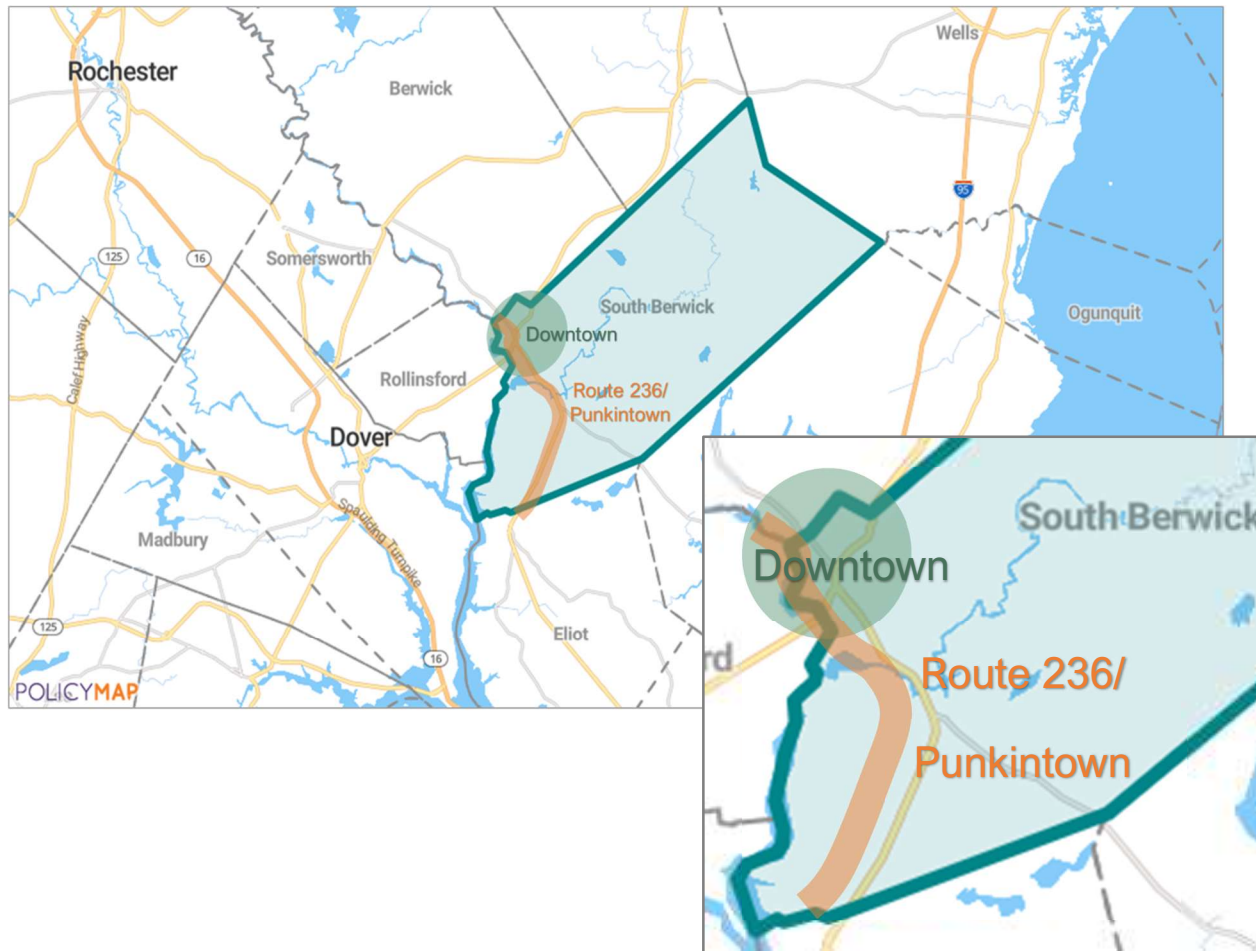 Wells
Rochester
Berwick
95
125
16
Somersworth
South Berwick
Ogunquit
Downtown
Calef Highway
Rollinsford
Route 236/
Punkintown
Dover
Spaulding Turnpike
Madbury
Eliot
125
16
POLICYMAP
South Berwick
Downtown
rd
Route 236/
Punkintown